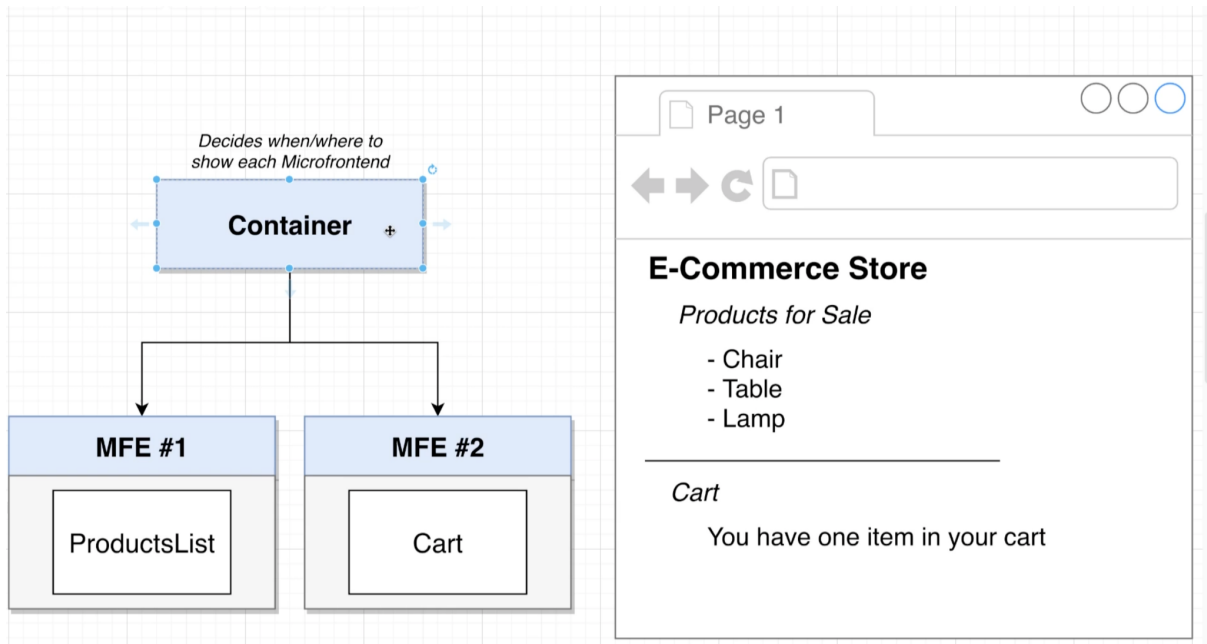 Decides when/where to
show each Microfrontend
Container
MFE #1
ProductsList
MFE #2
Cart
Page 1
E-Commerce Store
Products for Sale
- Chair
- Table
- Lamp
Cart
You have one item in your cart